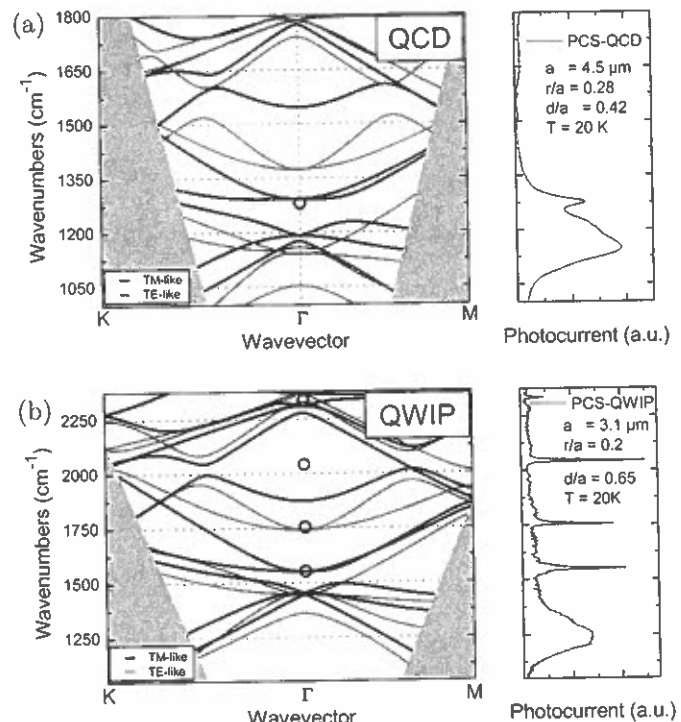 (a)
QCD
1800
1650
1500
1350
1200
1050
Wavenumbers (cm⁻¹)
TM-like
TE-like
K
Γ
M
Wavevector
PCS-QCD
a = 4.5 μm
r/a = 0.28
d/a = 0.42
T = 20 K
Photocurrent (a.u.)
(b)
QWIP
2250
2000
1750
1500
1250
Wavenumbers (cm⁻¹)
TM-like
TE-like
K
Γ
M
Wavevector
PCS-QWIP
a = 3.1 μm
r/a = 0.2
d/a = 0.65
T = 20K
Photocurrent (a.u.)